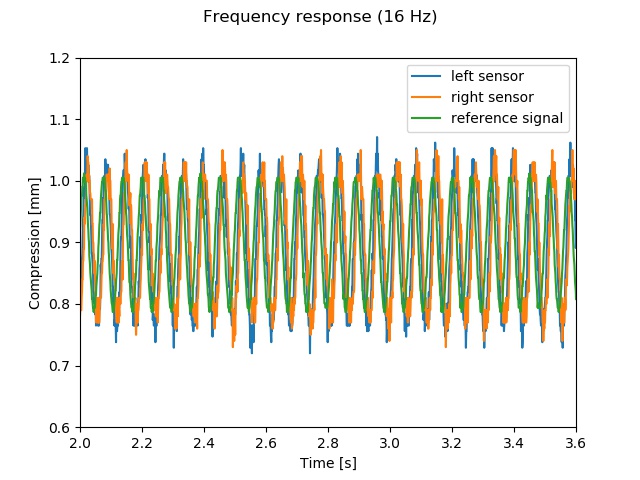 Frequency response (16 Hz)
1.2
1.1
1.0
0.9
0.8
0.7
0.6
Compression [mm]
left sensor
right sensor
reference signal
2.0 2.2 2.4 2.6 2.8 3.0 3.2 3.4 3.6
Time [s]